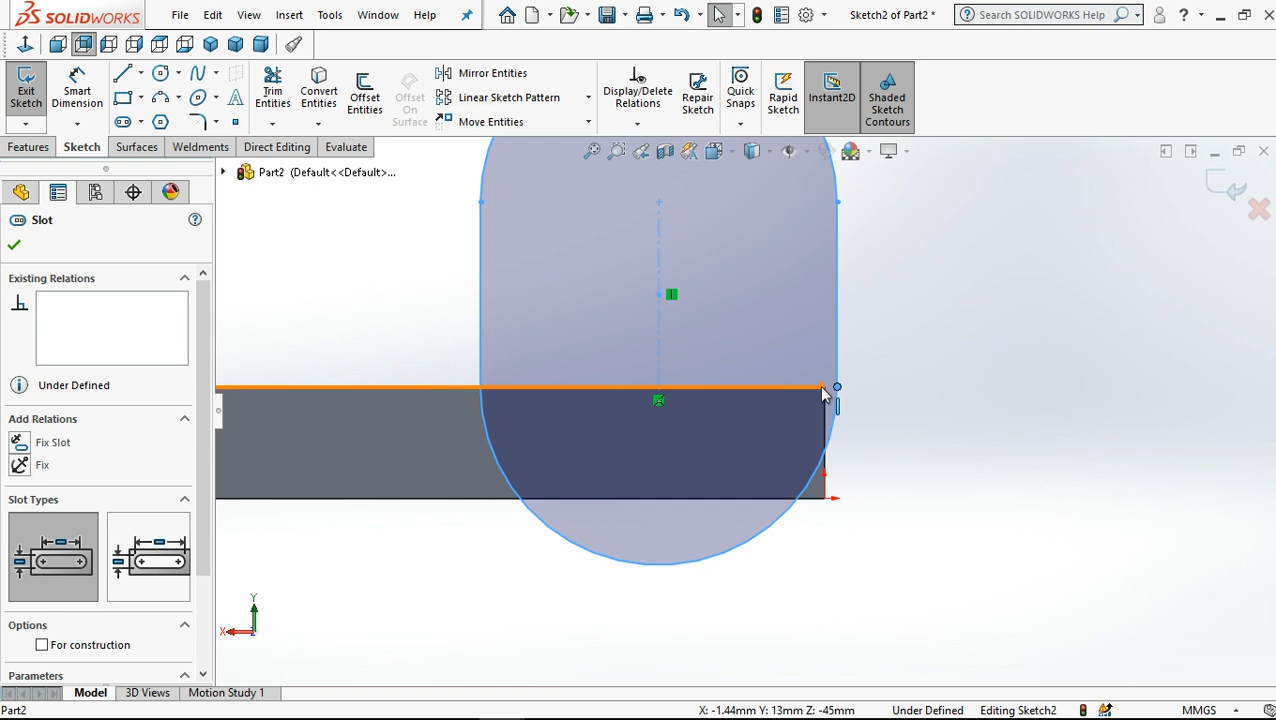 SOLIDWORKS File Edit View Insert Tools Window Help Sketch2 of Part2 * Search SOLIDWORKS Help ?
Exit Sketch
Smart Dimension
Trim Entities
Convert Entities
Offset Entities
Offset On Surface
Mirror Entities
Linear Sketch Pattern
Move Entities
Display/Delete Relations
Repair Sketch
Quick Snaps
Rapid Sketch
Instant2D
Shaded Sketch Contours
Features Sketch Surfaces Weldments Direct Editing Evaluate
Part2 (Default<<Default>...
Slot
Existing Relations
Under Defined
Add Relations
Fix Slot
Fix
Slot Types
Options
For construction
Parameters
Y
X
Z
Model 3D Views Motion Study 1
Part2 X: -1.44mm Y: 13mm Z: -45mm Under Defined Editing Sketch2 MMGS